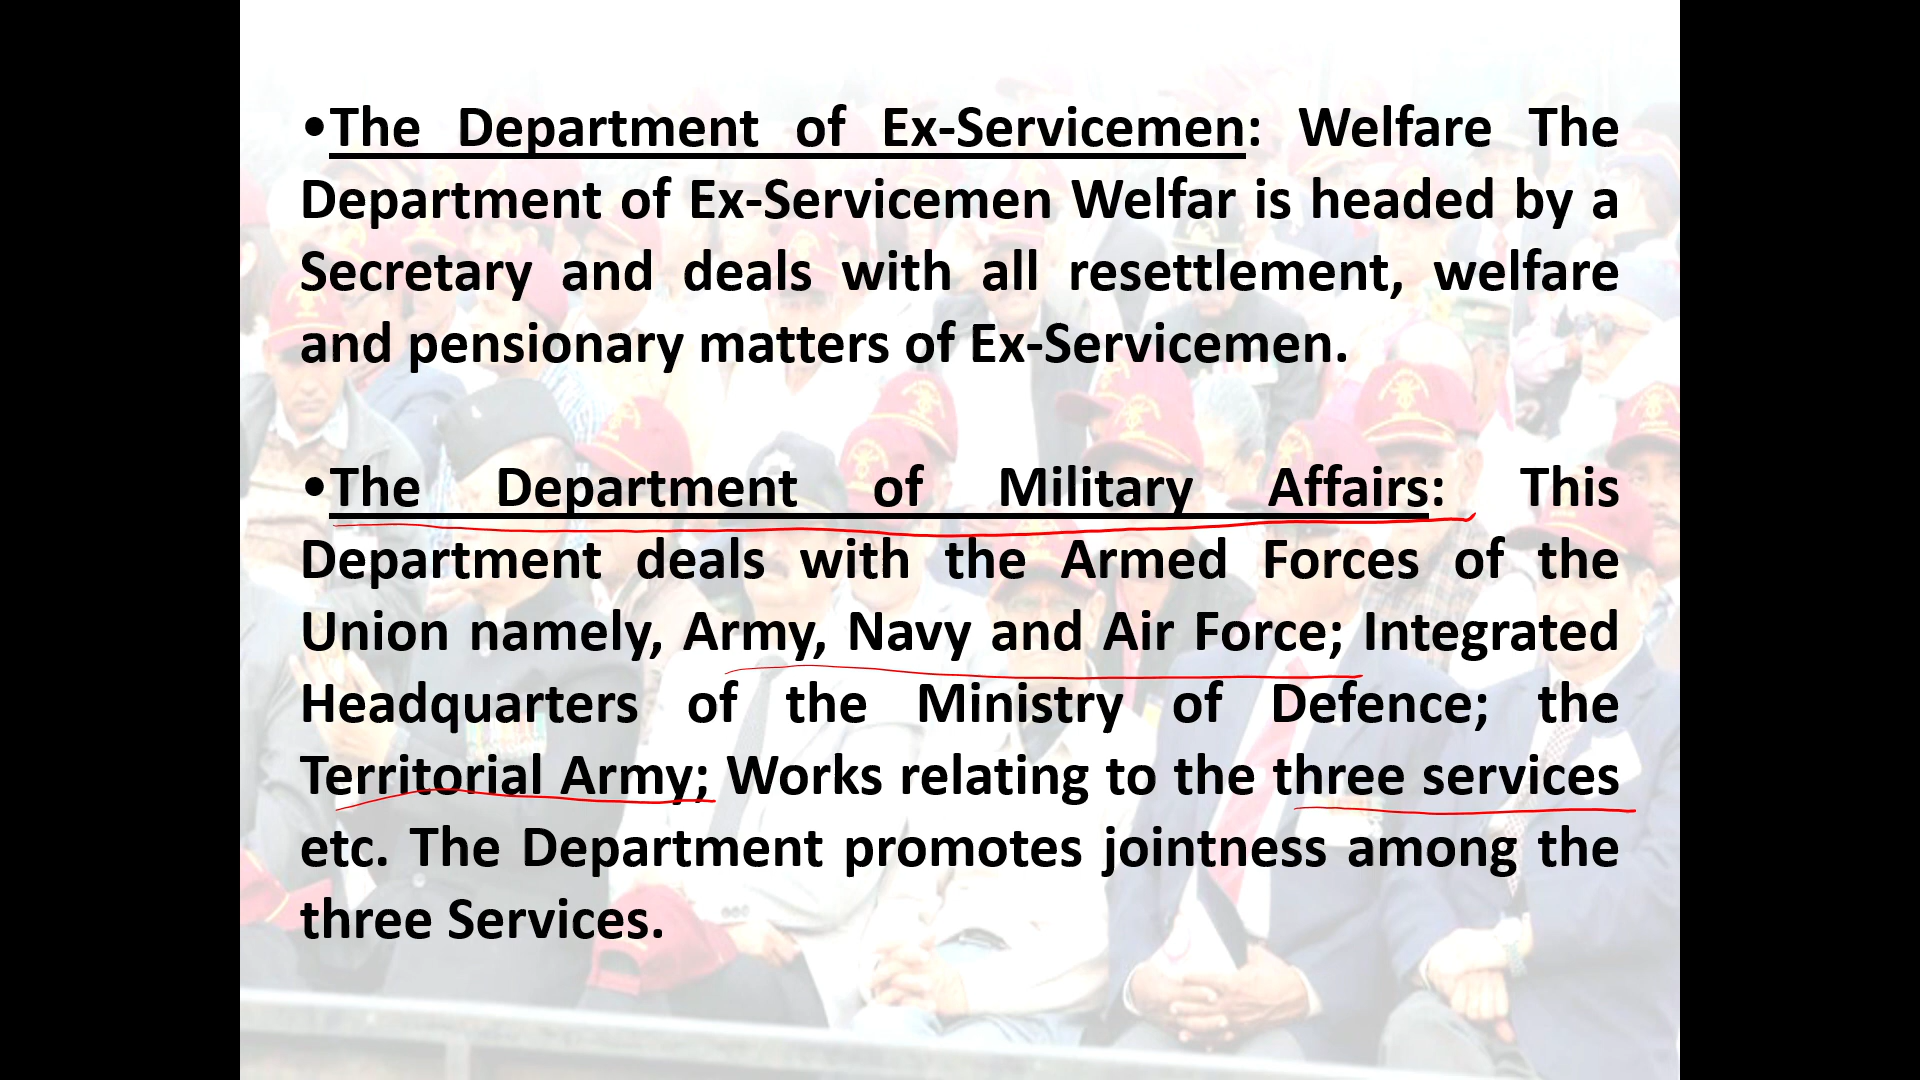 •The Department of Ex-Servicemen: Welfare The
Department of Ex-Servicemen Welfar is headed by a
Secretary and deals with all resettlement, welfare
and pensionary matters of Ex-Servicemen.
•The Department of Military Affairs: This
Department deals with the Armed Forces of the
Union namely, Army, Navy and Air Force; Integrated
Headquarters of the Ministry of Defence; the
Territorial Army; Works relating to the three services
etc. The Department promotes jointness among the
three Services.